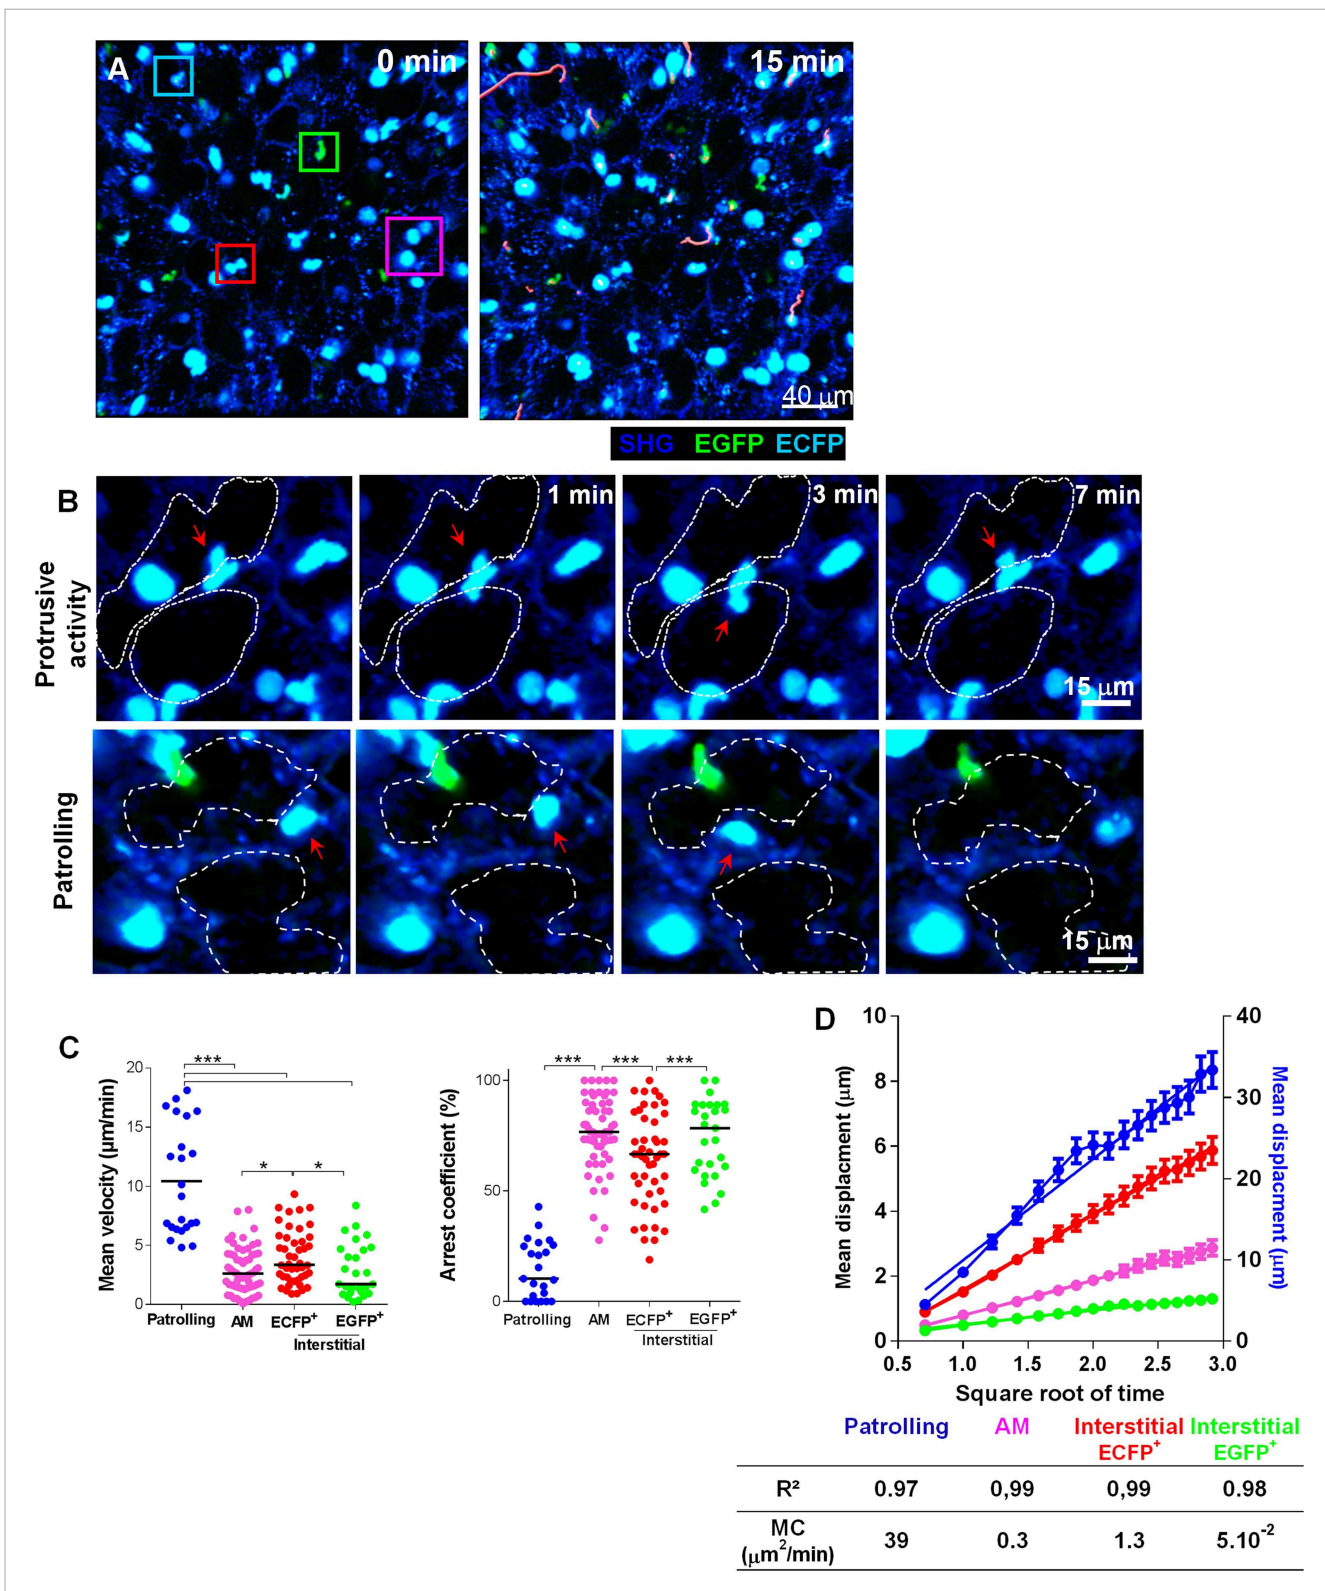 A
0 min
15 min
40 μm
SHG EGFP ECFP
B
1 min
3 min
7 min
Protrusive
activity
15 μm
Patrolling
15 μm
C
Mean velocity (μm/min)
20
15
10
5
0
***
*
*
Patrolling
AM
ECFP+
EGFP+
Interstitial
Arrest coefficient (%)
100
50
0
***
***
***
Patrolling
AM
ECFP+
EGFP+
Interstitial
D
Mean displacment (μm)
10
8
6
4
2
0
40
30
20
10
0
Mean displacment (μm)
0.5 1.0 1.5 2.0 2.5 3.0
Square root of time
Patrolling AM Interstitial ECFP+ Interstitial EGFP+
R² 0.97 0,99 0,99 0.98
MC
(μm²/min) 39 0.3 1.3 5.10⁻²